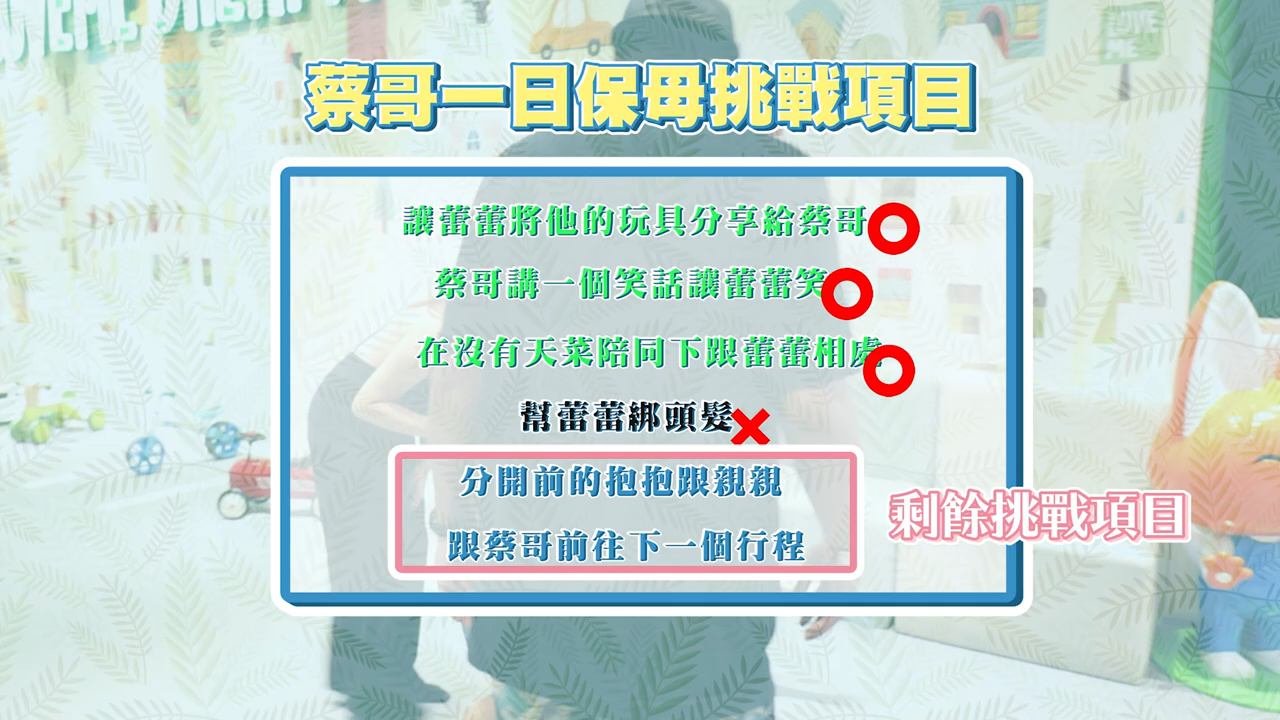 蔡哥一日保母挑戰項目
讓蕾蕾將他的玩具分享給蔡哥
蔡哥講一個笑話讓蕾蕾笑
在沒有天菜陪同下跟蕾蕾相處
幫蕾蕾綁頭髮
分開前的抱抱跟親親
跟蔡哥前往下一個行程
剩餘挑戰項目